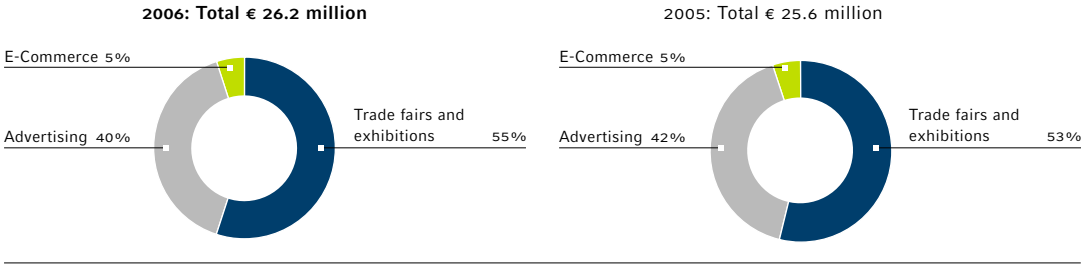 2006: Total € 26.2 million
E-Commerce 5%
Advertising 40%
Trade fairs and
exhibitions 55%
2005: Total € 25.6 million
E-Commerce 5%
Advertising 42%
Trade fairs and
exhibitions 53%